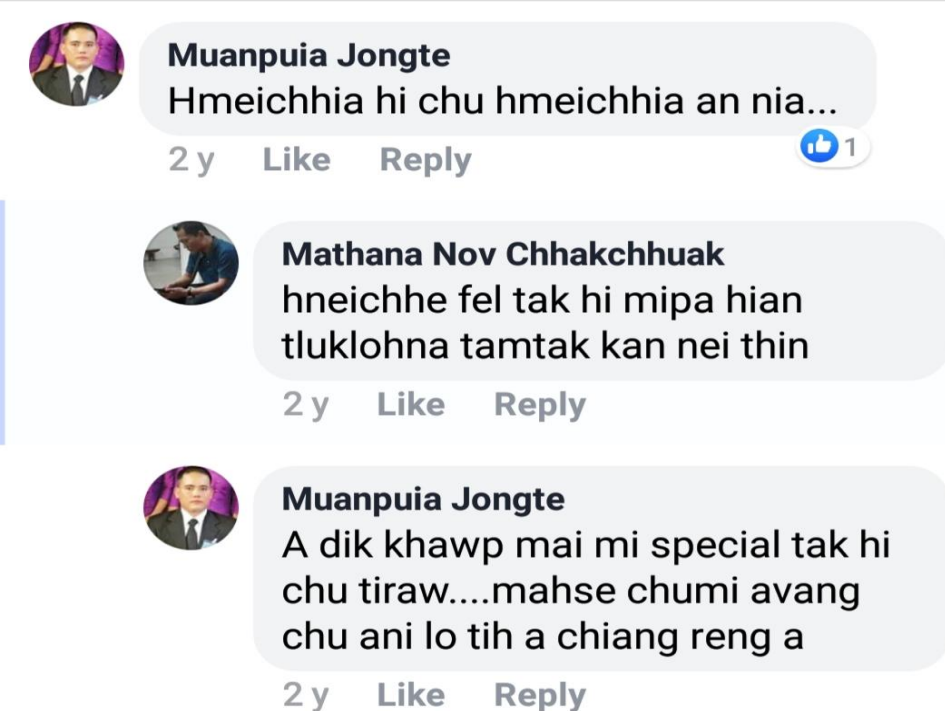 Muanpuia Jongte
Hmeichhia hi chu hmeichhia an nia...
2 y Like Reply 1
Mathana Nov Chhakchhuak
hneichhe fel tak hi mipa hian
tluklohna tamtak kan nei thin
2 y Like Reply
Muanpuia Jongte
A dik khawp mai mi special tak hi
chu tiraw....mahse chumi avang
chu ani lo tih a chiang reng a
2 y Like Reply